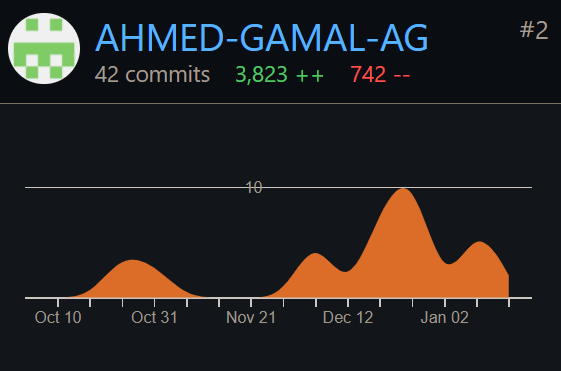 AHMED-GAMAL-AG
#2
42 commits 3,823 ++ 742 --
10
Oct 10 Oct 31 Nov 21 Dec 12 Jan 02